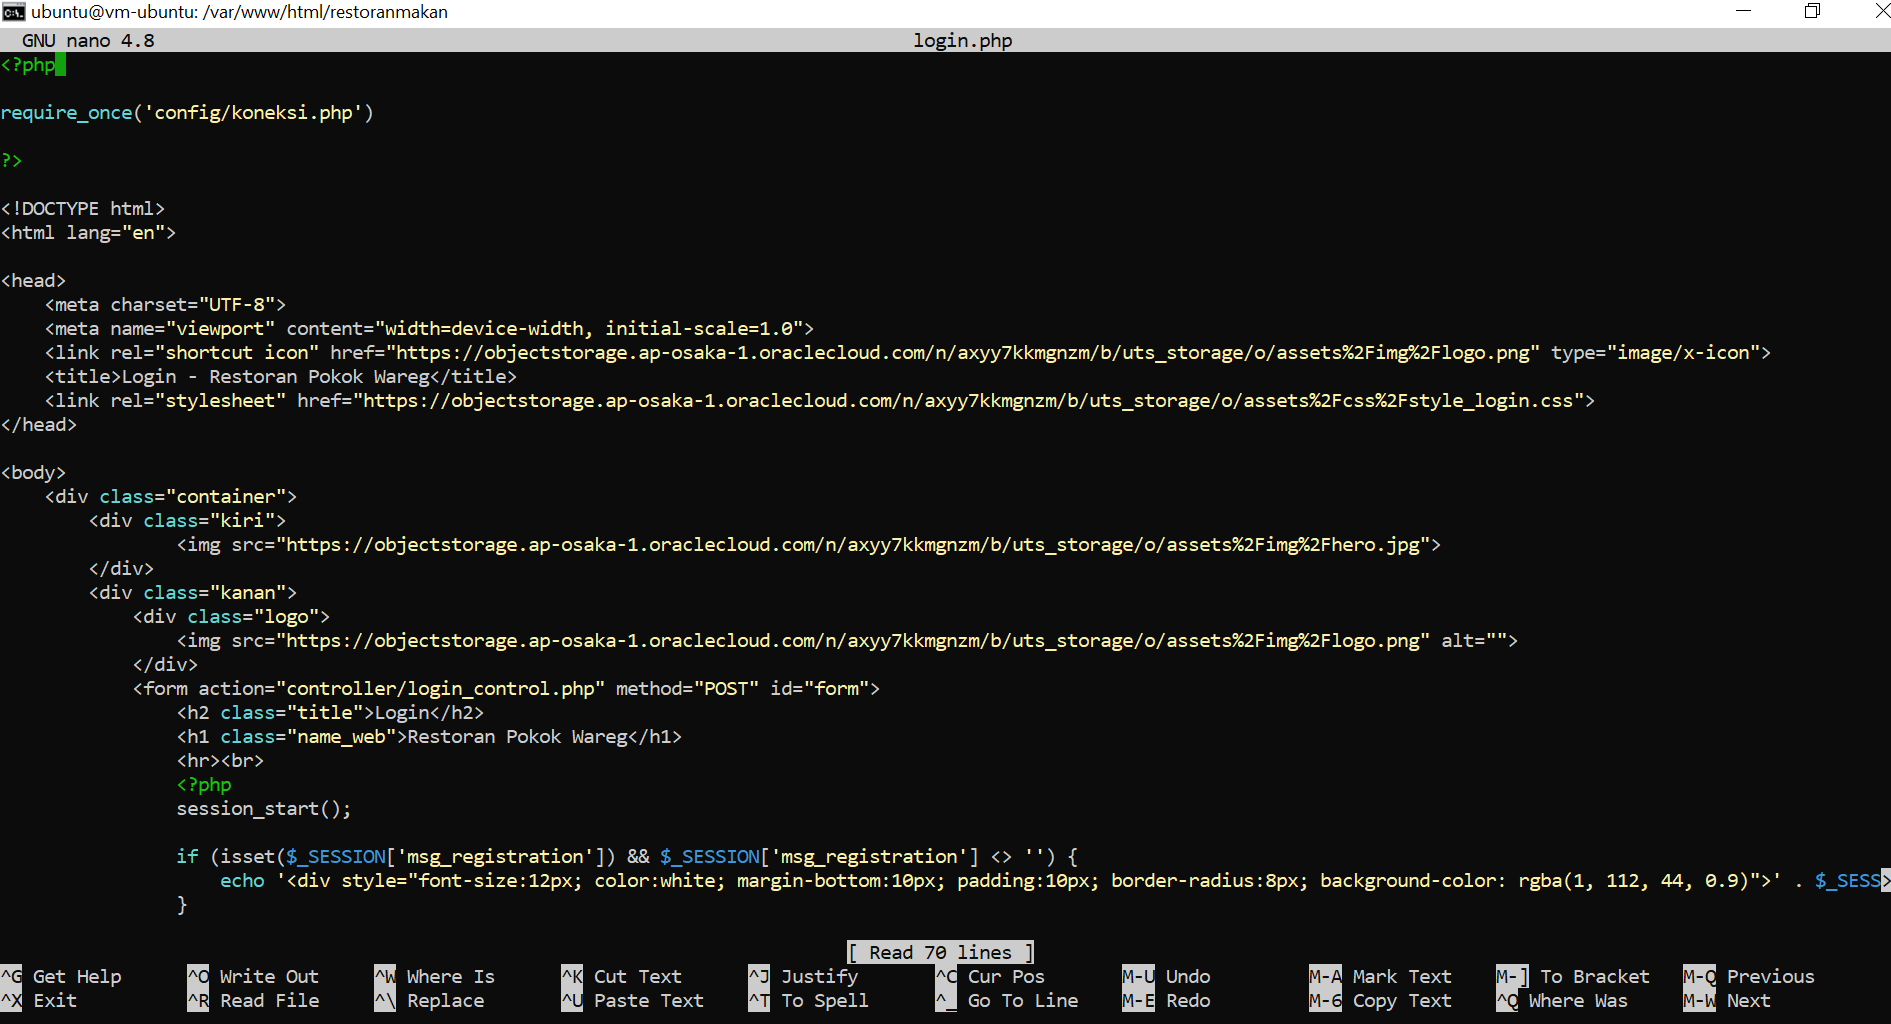 ubuntu@vm-ubuntu: /var/www/html/restoranmakan
GNU nano 4.8 login.php
<?php
require_once('config/koneksi.php')
?>
<!DOCTYPE html>
<html lang="en">
<head>
    <meta charset="UTF-8">
    <meta name="viewport" content="width=device-width, initial-scale=1.0">
    <link rel="shortcut icon" href="https://objectstorage.ap-osaka-1.oraclecloud.com/n/axyy7kkmgnzm/b/uts_storage/o/assets%2Fimg%2Flogo.png" type="image/x-icon">
    <title>Login - Restoran Pokok Wareg</title>
    <link rel="stylesheet" href="https://objectstorage.ap-osaka-1.oraclecloud.com/n/axyy7kkmgnzm/b/uts_storage/o/assets%2Fcss%2Fstyle_login.css">
</head>
<body>
    <div class="container">
        <div class="kiri">
                <img src="https://objectstorage.ap-osaka-1.oraclecloud.com/n/axyy7kkmgnzm/b/uts_storage/o/assets%2Fimg%2Fhero.jpg">
        </div>
        <div class="kanan">
            <div class="logo">
                <img src="https://objectstorage.ap-osaka-1.oraclecloud.com/n/axyy7kkmgnzm/b/uts_storage/o/assets%2Fimg%2Flogo.png" alt="">
            </div>
            <form action="controller/login_control.php" method="POST" id="form">
                <h2 class="title">Login</h2>
                <h1 class="name_web">Restoran Pokok Wareg</h1>
                <hr><br>
                <?php
                session_start();
                if (isset($_SESSION['msg_registration']) && $_SESSION['msg_registration'] <> '') {
                    echo '<div style="font-size:12px; color:white; margin-bottom:10px; padding:10px; border-radius:8px; background-color: rgba(1, 112, 44, 0.9)">' . $_SESS>
                }
[ Read 70 lines ]
^G Get Help ^O Write Out ^W Where Is ^K Cut Text ^J Justify ^C Cur Pos M-U Undo M-A Mark Text M-] To Bracket M-Q Previous
^X Exit ^R Read File ^\ Replace ^U Paste Text ^T To Spell ^_ Go To Line M-E Redo M-6 Copy Text ^Q Where Was M-W Next